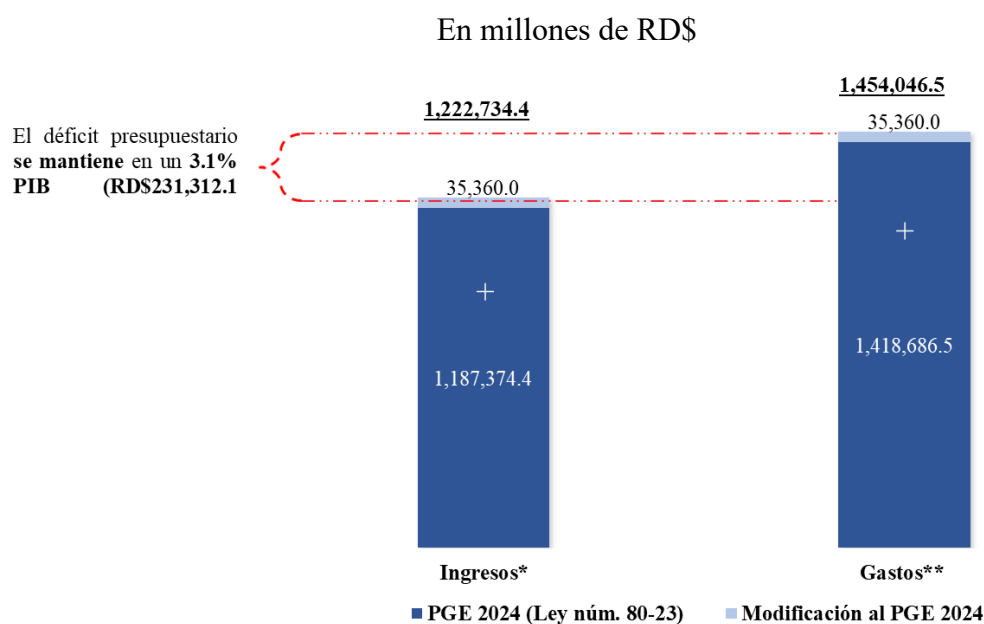 En millones de RD$
1,454,046.5
1,222,734.4
35,360.0
El déficit presupuestario
se mantiene en un 3.1%
PIB (RD$231,312.1
35,360.0
+
+
1,418,686.5
1,187,374.4
Ingresos*
Gastos**
PGE 2024 (Ley núm. 80-23)
Modificación al PGE 2024